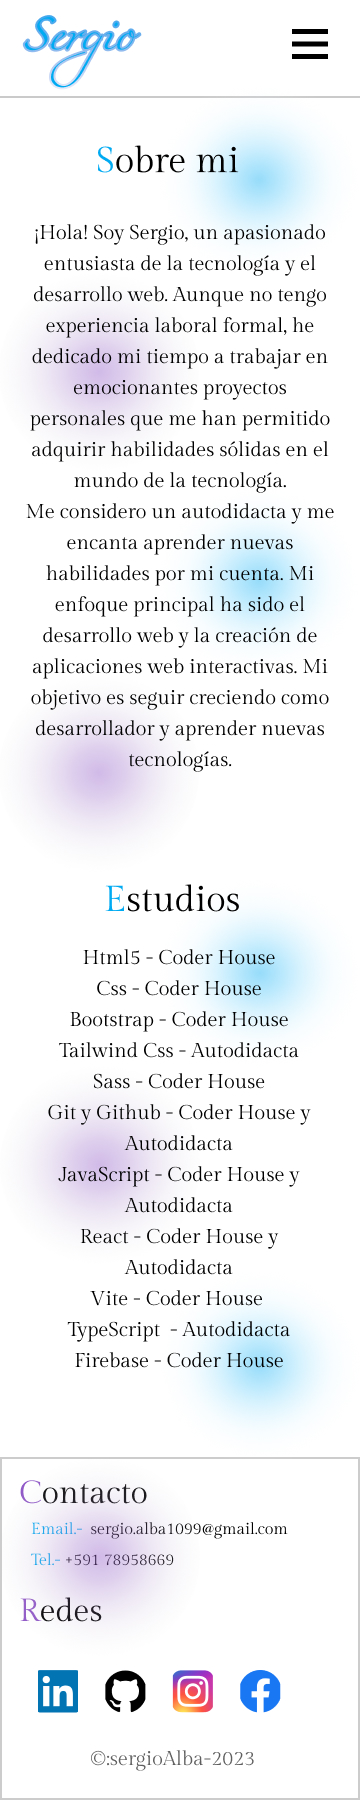 Sergio
Sobre mi
¡Hola! Soy Sergio, un apasionado
entusiasta de la tecnología y el
desarrollo web. Aunque no tengo
experiencia laboral formal, he
dedicado mi tiempo a trabajar en
emocionantes proyectos
personales que me han permitido
adquirir habilidades sólidas en el
mundo de la tecnología.
Me considero un autodidacta y me
encanta aprender nuevas
habilidades por mi cuenta. Mi
enfoque principal ha sido el
desarrollo web y la creación de
aplicaciones web interactivas. Mi
objetivo es seguir creciendo como
desarrollador y aprender nuevas
tecnologías.
Estudios
Html5 - Coder House
Css - Coder House
Bootstrap - Coder House
Tailwind Css - Autodidacta
Sass - Coder House
Git y Github - Coder House y
Autodidacta
JavaScript - Coder House y
Autodidacta
React - Coder House y
Autodidacta
Vite - Coder House
TypeScript - Autodidacta
Firebase - Coder House
Contacto
Email.- sergio.alba1099@gmail.com
Tel.- +591 78958669
Redes
in
©:sergioAlba-2023